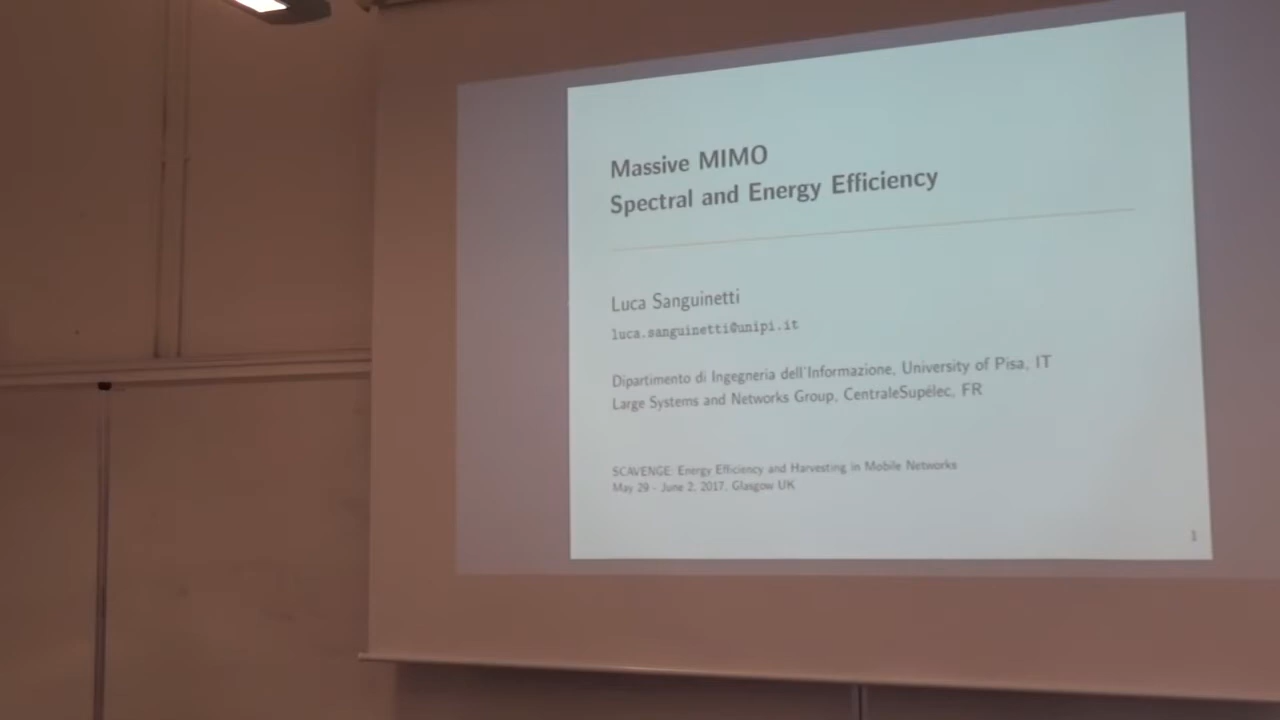 Massive MIMO
Spectral and Energy Efficiency
Luca Sanguinetti
luca.sanguinetti@unipi.it
Dipartimento di Ingegneria dell'Informazione, University of Pisa, IT
Large Systems and Networks Group, CentraleSupélec, FR
SCAVENGE: Energy Efficiency and Harvesting in Mobile Networks
May 29 - June 2, 2017, Glasgow UK